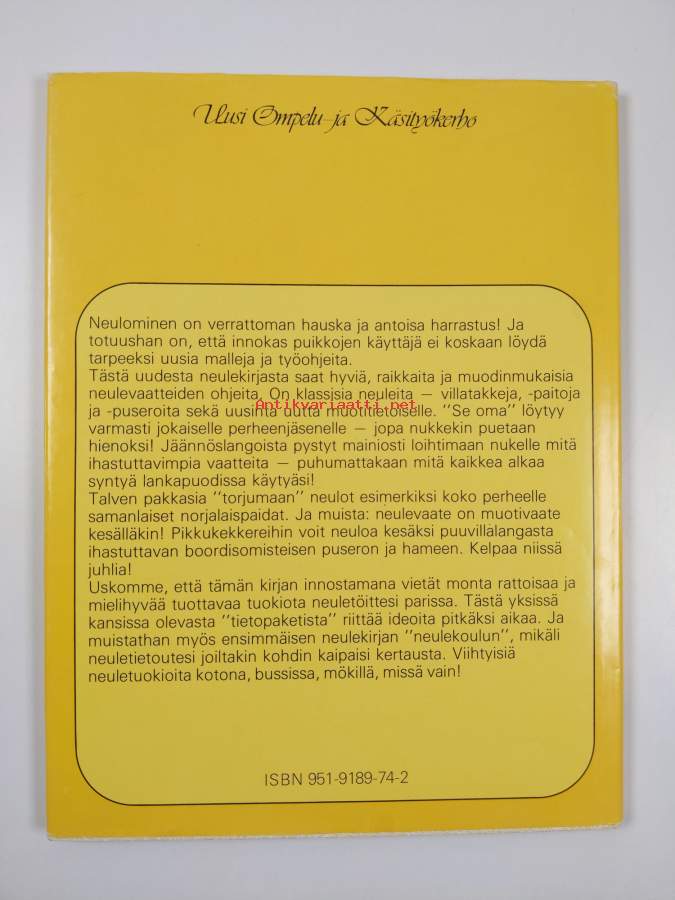 Uusi Ompelu-ja Käsityökerho
Neulominen on verrattoman hauska ja antoisa harrastus! Ja
totuushan on, että innokas puikkojen käyttäjä ei koskaan löydä
tarpeeksi uusia malleja ja työohjeita.
Tästä uudesta neulekirjasta saat hyviä, raikkaita ja muodinmukaisia
neulevaatteiden ohjeita. On klassisia neuleita — villatakkeja, -paitoja
Antikvariaatti.net
ja -puseroita sekä uusinta uutta muotitietoiselle. "Se oma" löytyy
varmasti jokaiselle perheenjäsenelle — jopa nukkekin puetaan
hienoksi! Jäännöslangoista pystyt mainiosti loihtimaan nukelle mitä
ihastuttavimpia vaatteita — puhumattakaan mitä kaikkea alkaa
syntyä lankapuodissa käytyäsi!
Talven pakkasia "torjumaan" neulot esimerkiksi koko perheelle
samanlaiset norjalaispaidat. Ja muista: neulevaate on muotivaate
kesälläkin! Pikkukekkereihin voit neuloa kesäksi puuvillalangasta
ihastuttavan boordisomisteisen puseron ja hameen. Kelpaa niissä
juhlia!
Uskomme, että tämän kirjan innostamana vietät monta rattoisaa ja
mielihyvää tuottavaa tuokiota neuletöittesi parissa. Tästä yksissä
kansissa olevasta "tietopaketista" riittää ideoita pitkäksi aikaa. Ja
muistathan myös ensimmäisen neulekirjan "neulekoulun", mikäli
neuletietoutesi joiltakin kohdin kaipaisi kertausta. Viihtyisiä
neuletuokioita kotona, bussissa, mökillä, missä vain!
ISBN 951-9189-74-2